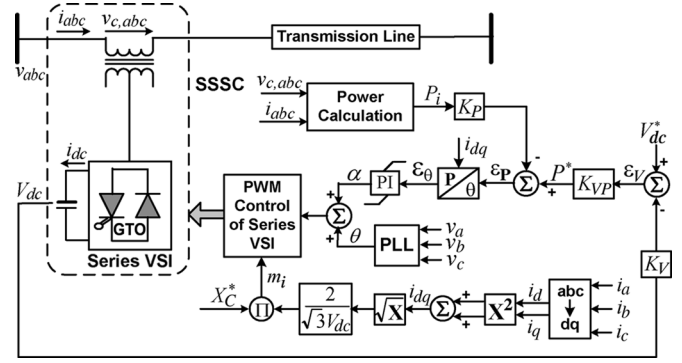 i_abc v_c,abc
Transmission Line
v_abc
SSSC
v_c,abc
i_abc
Power Calculation
P_i
K_P
V*_dc
i_dc
V_dc
GTO
Series VSI
PWM Control of Series VSI
α
PI
ε_θ
i_dq
P/θ
ε_P
Σ
-
+
P*
K_VP
ε_V
Σ
+
-
+
Σ
+
θ
PLL
v_a
v_b
v_c
K_V
m_i
X*_C
Π
2/√3V_dc
√X
i_dq
Σ
+
+
X²
i_d
i_q
abc
dq
i_a
i_b
i_c